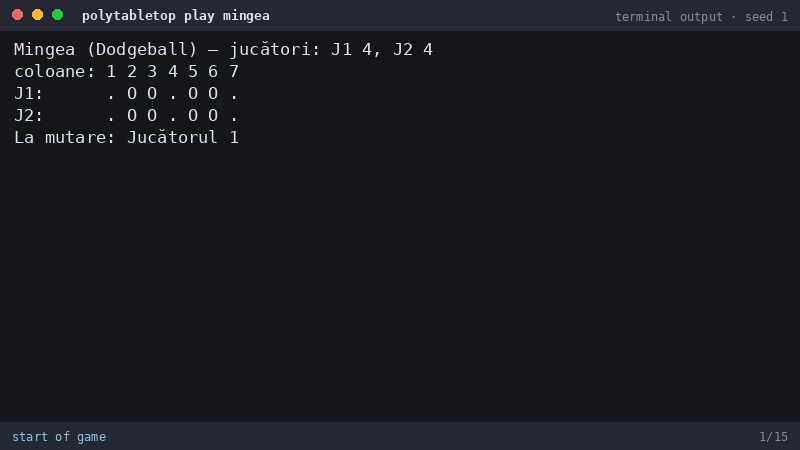 polytabletop play mingea
terminal output · seed 1
Mingea (Dodgeball) — jucători: J1 4, J2 4
coloane: 1 2 3 4 5 6 7
J1:      . O O . O O .
J2:      . O O . O O .
La mutare: Jucătorul 1
start of game
1/15